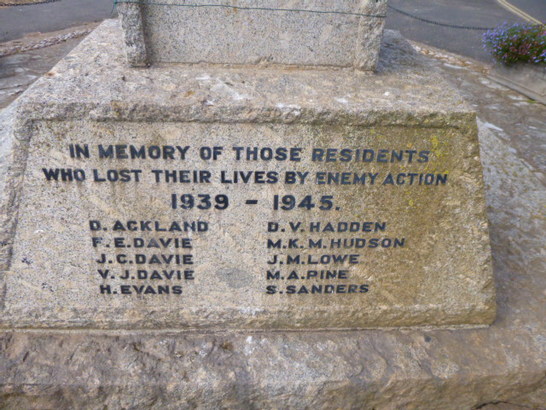 IN MEMORY OF THOSE RESIDENTS
WHO LOST THEIR LIVES BY ENEMY ACTION
1939 - 1945.
D. ACKLAND
F. E. DAVIE
J. C. DAVIE
V. J. DAVIE
H. EVANS
D. V. HADDEN
M. K. M. HUDSON
J. M. LOWE
M. A. PINE
S. SANDERS